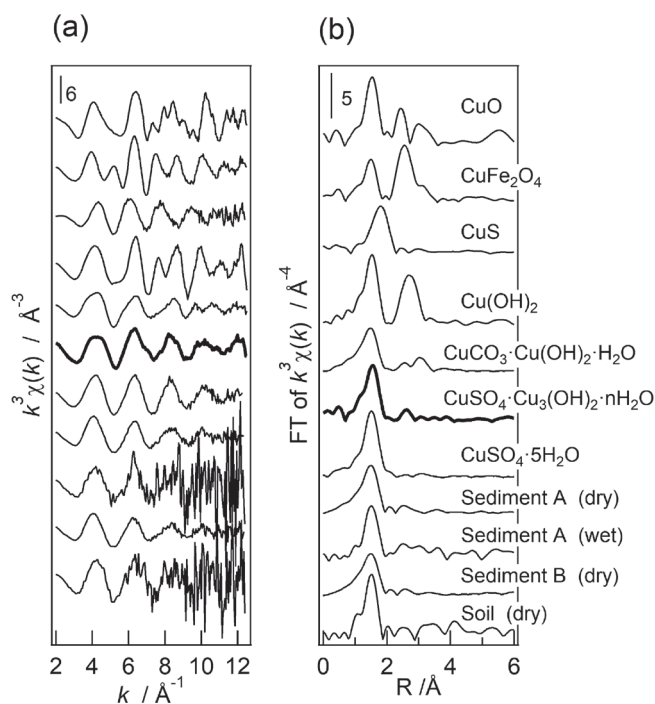 (a)
6
k³χ(k) / Å⁻³
2 4 6 8 10 12
k / Å⁻¹
(b)
5
CuO
CuFe₂O₄
CuS
Cu(OH)₂
CuCO₃·Cu(OH)₂·H₂O
CuSO₄·Cu₃(OH)₂·nH₂O
CuSO₄·5H₂O
Sediment A (dry)
Sediment A (wet)
Sediment B (dry)
Soil (dry)
FT of k³χ(k) / Å⁻⁴
0 2 4 6
R /Å